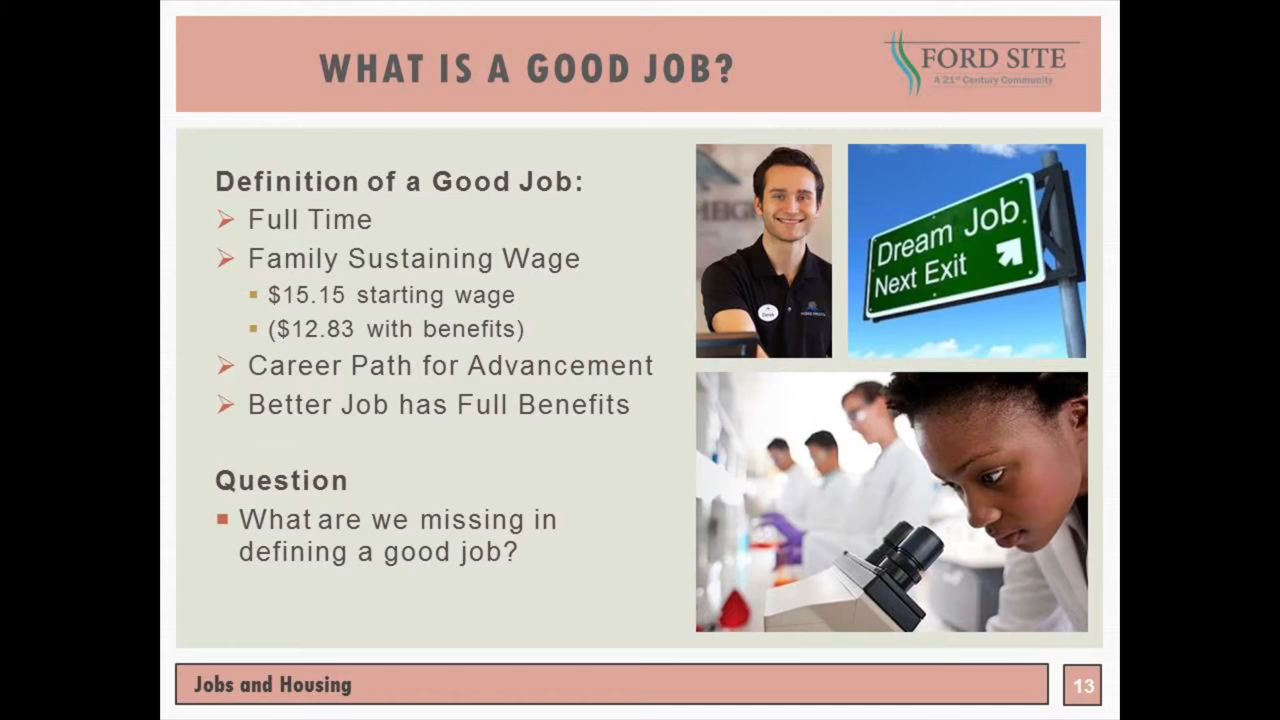 WHAT IS A GOOD JOB?
FORD SITE
A 21st Century Community
Definition of a Good Job:
Full Time
Family Sustaining Wage
$15.15 starting wage
($12.83 with benefits)
Career Path for Advancement
Better Job has Full Benefits
Question
What are we missing in
defining a good job?
Dream Job
Next Exit
Jobs and Housing
13